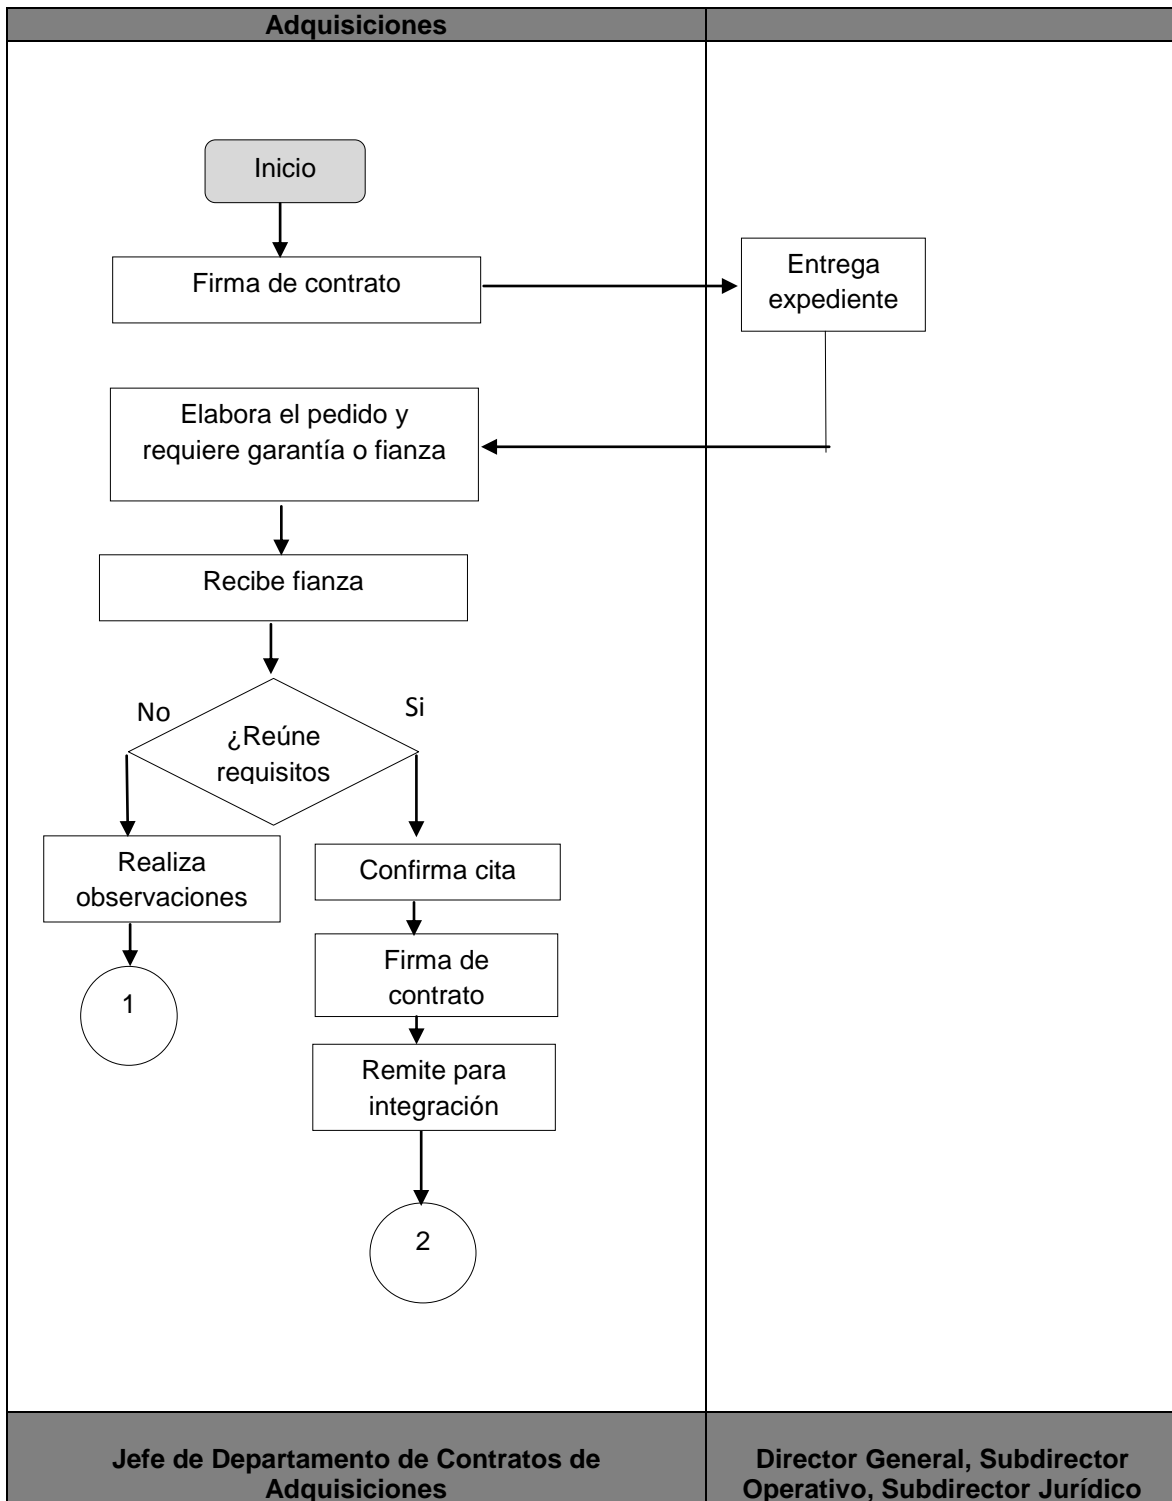 Adquisiciones
Inicio
Firma de contrato
Entrega
expediente
Elabora el pedido y
requiere garantía o fianza
Recibe fianza
No
Si
¿Reúne
requisitos
Realiza
observaciones
Confirma cita
Firma de
contrato
1
Remite para
integración
2
Jefe de Departamento de Contratos de
Adquisiciones
Director General, Subdirector
Operativo, Subdirector Jurídico